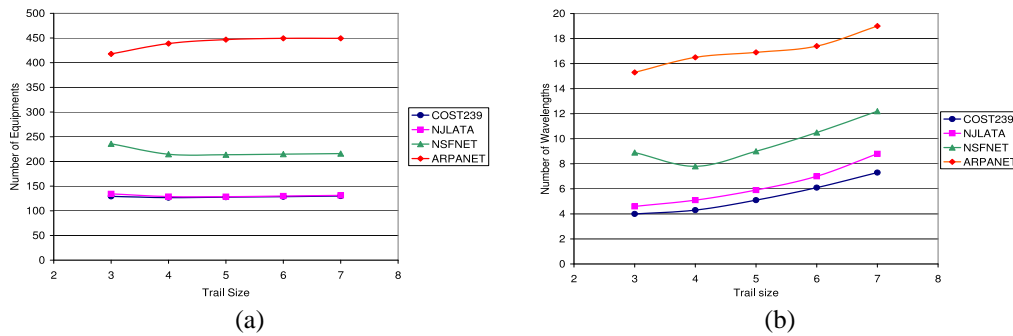 500
450
400
350
300
250
200
150
100
50
0
2 3 4 5 6 7 8
Number of Equipments
Trail Size
COST239
NJLATA
NSFNET
ARPANET
(a)
20
18
16
14
12
10
8
6
4
2
0
2 3 4 5 6 7 8
Number of Wavelengths
Trail size
COST239
NJLATA
NSFNET
ARPANET
(b)